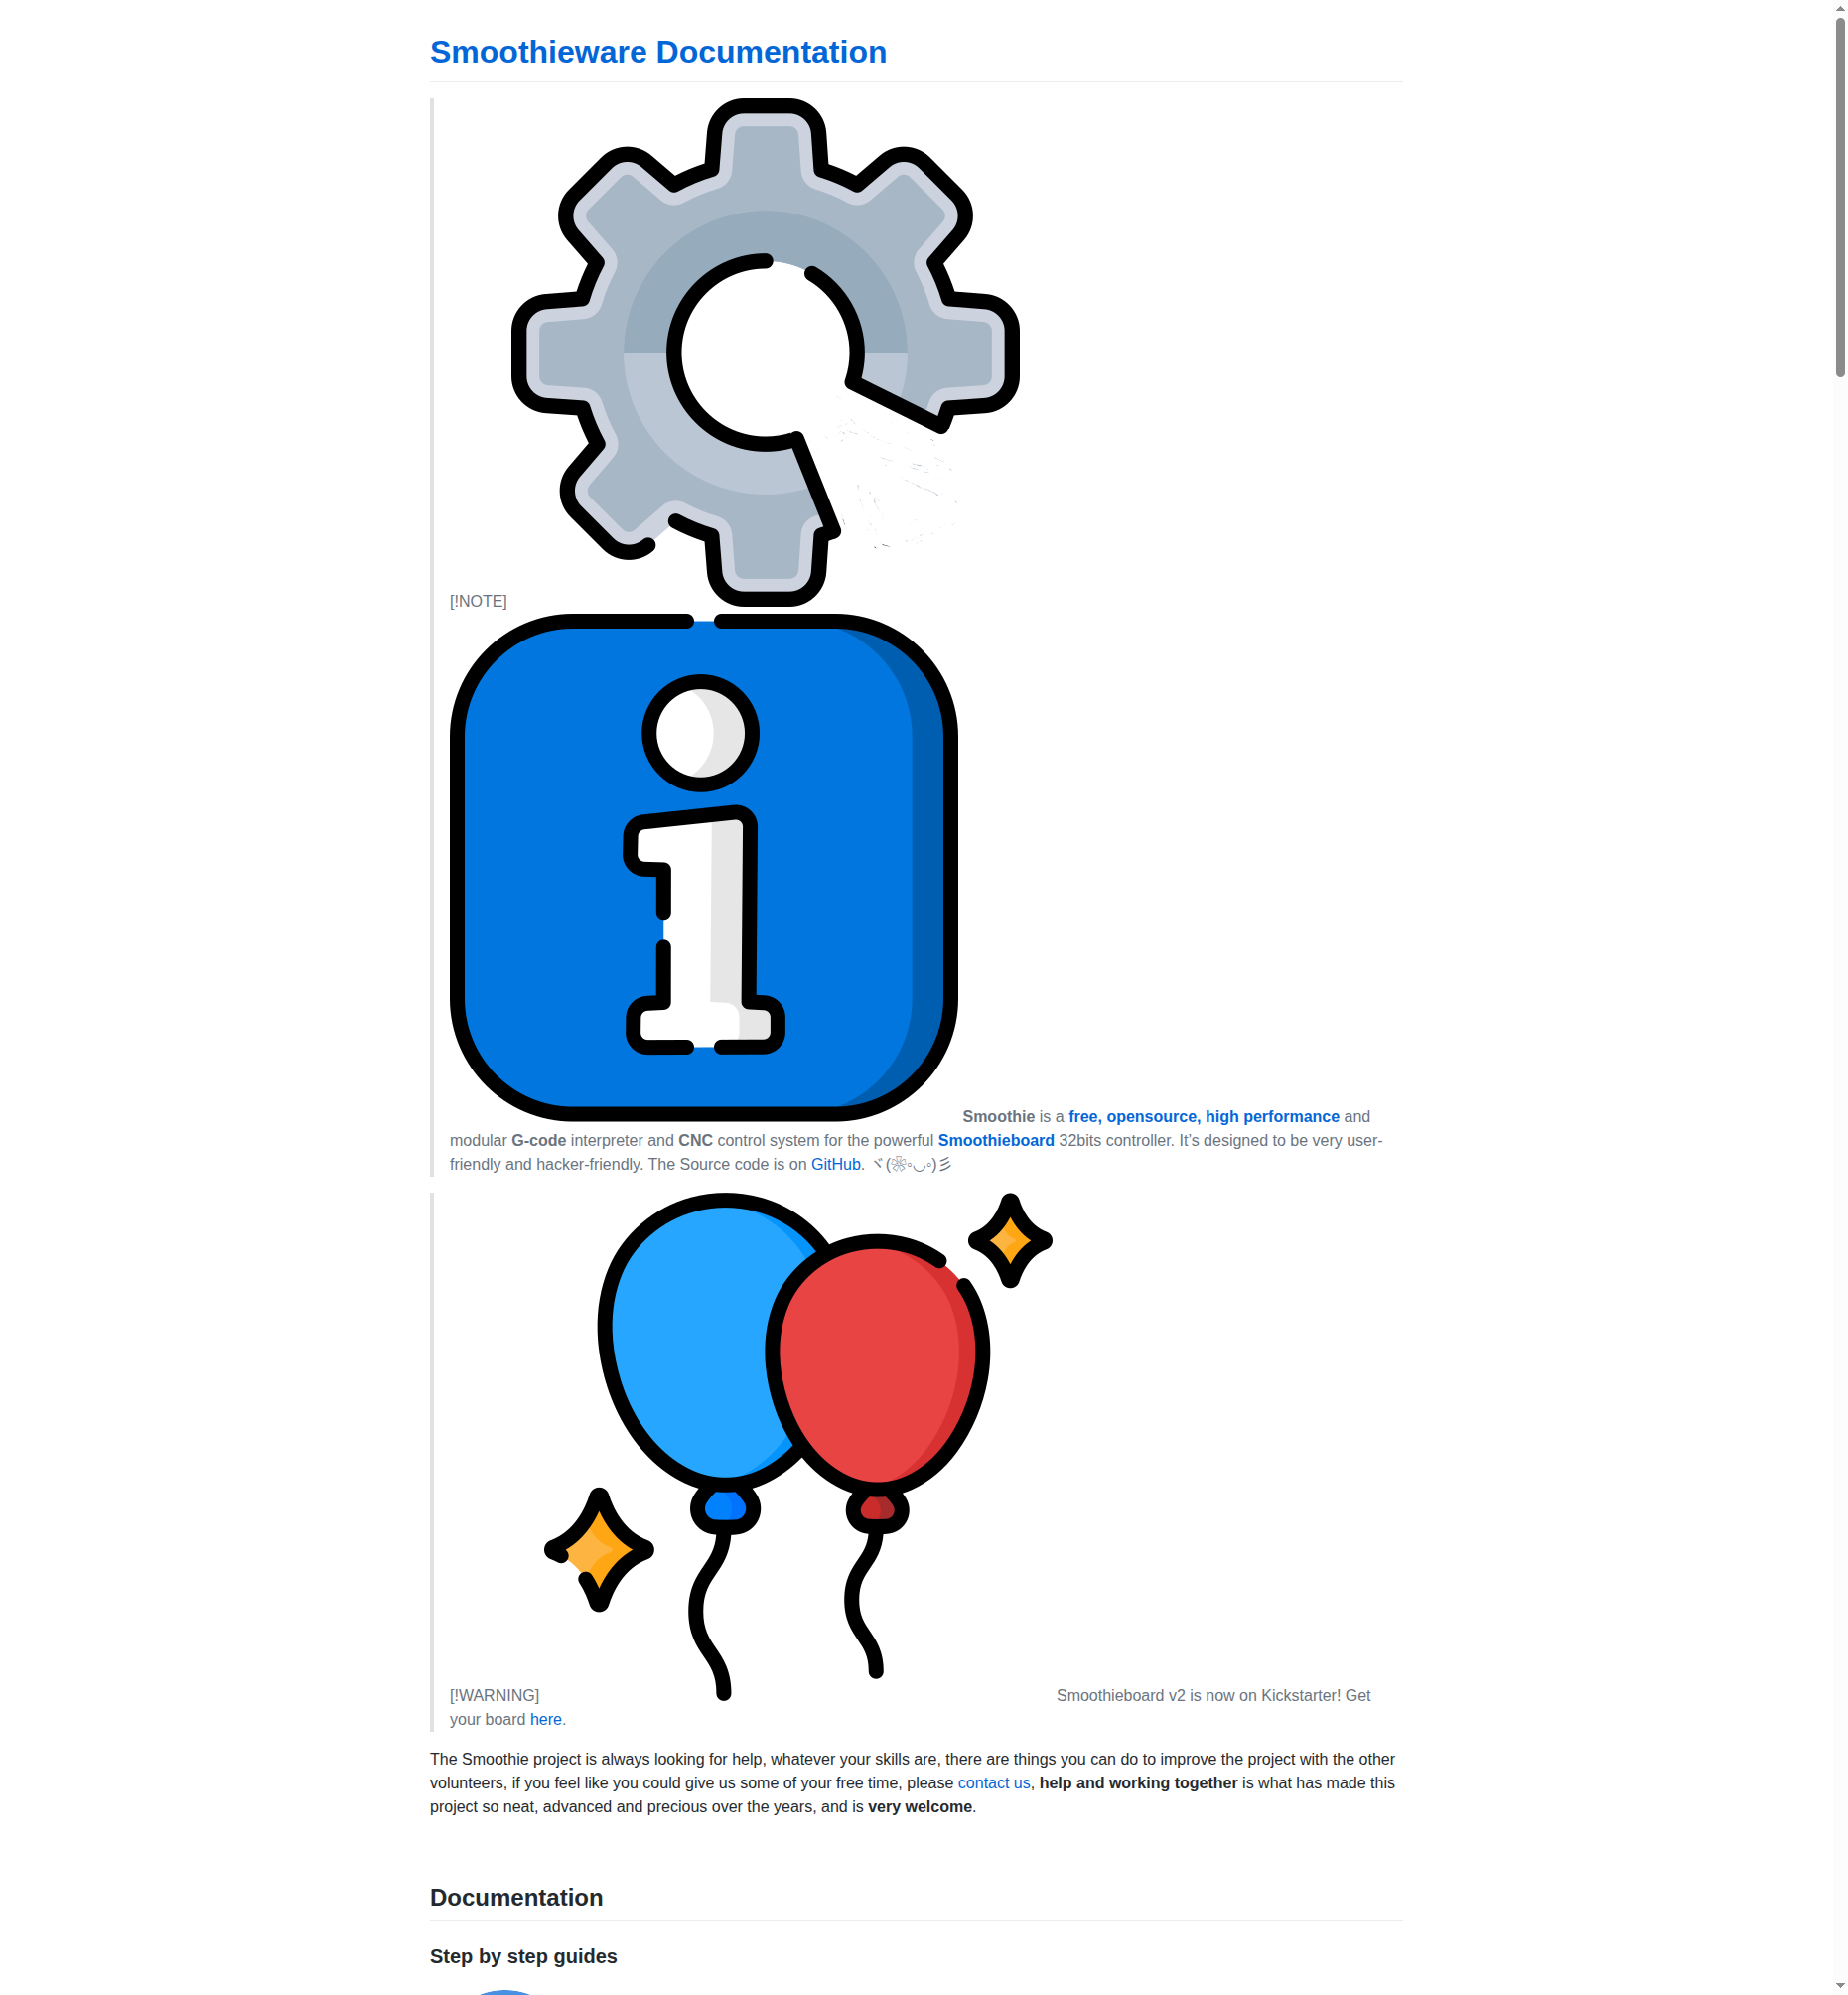 Smoothieware Documentation
[!NOTE]
Smoothie is a free, opensource, high performance and
modular G-code interpreter and CNC control system for the powerful Smoothieboard 32bits controller. It’s designed to be very user-
friendly and hacker-friendly. The Source code is on GitHub. ヾ(❀◦◡◦)彡
[!WARNING] Smoothieboard v2 is now on Kickstarter! Get
your board here.
The Smoothie project is always looking for help, whatever your skills are, there are things you can do to improve the project with the other
volunteers, if you feel like you could give us some of your free time, please contact us, help and working together is what has made this
project so neat, advanced and precious over the years, and is very welcome.
Documentation
Step by step guides